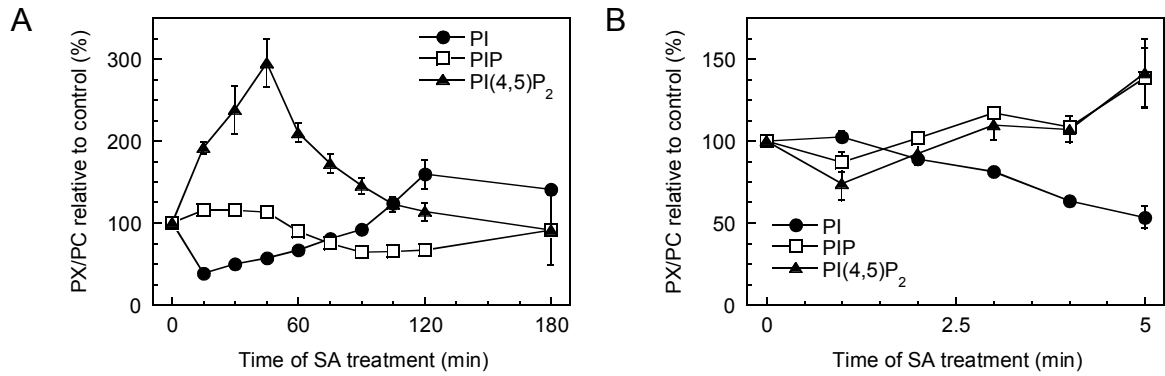 A
PX/PC relative to control (%)
300
200
100
0
PI
PIP
PI(4,5)P2
0
60
120
180
Time of SA treatment (min)
B
PX/PC relative to control (%)
150
100
50
0
PI
PIP
PI(4,5)P2
0
2.5
5
Time of SA treatment (min)